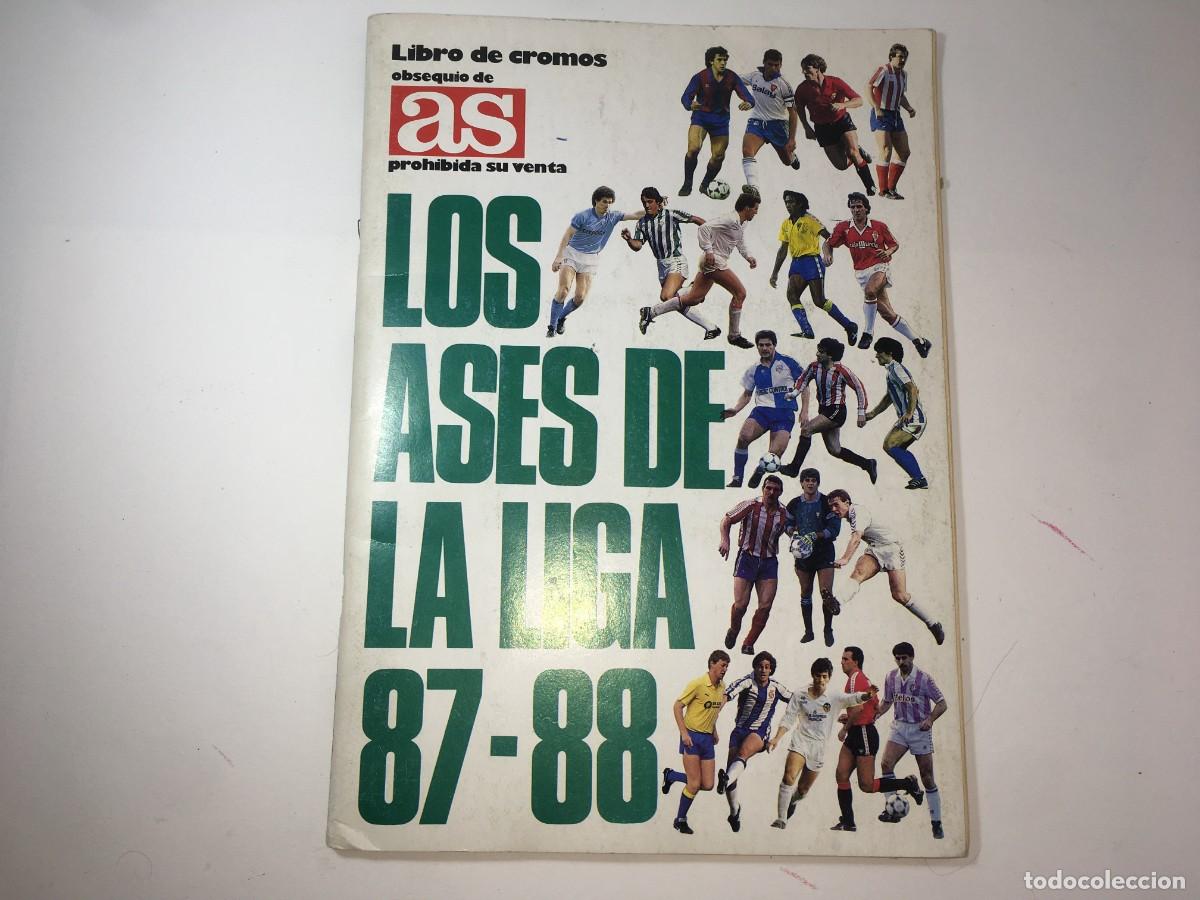 Libro de cromos
obsequio de
as
prohibida su venta
LOS
ASES DE
LA LIGA
87-88
todocoleccion